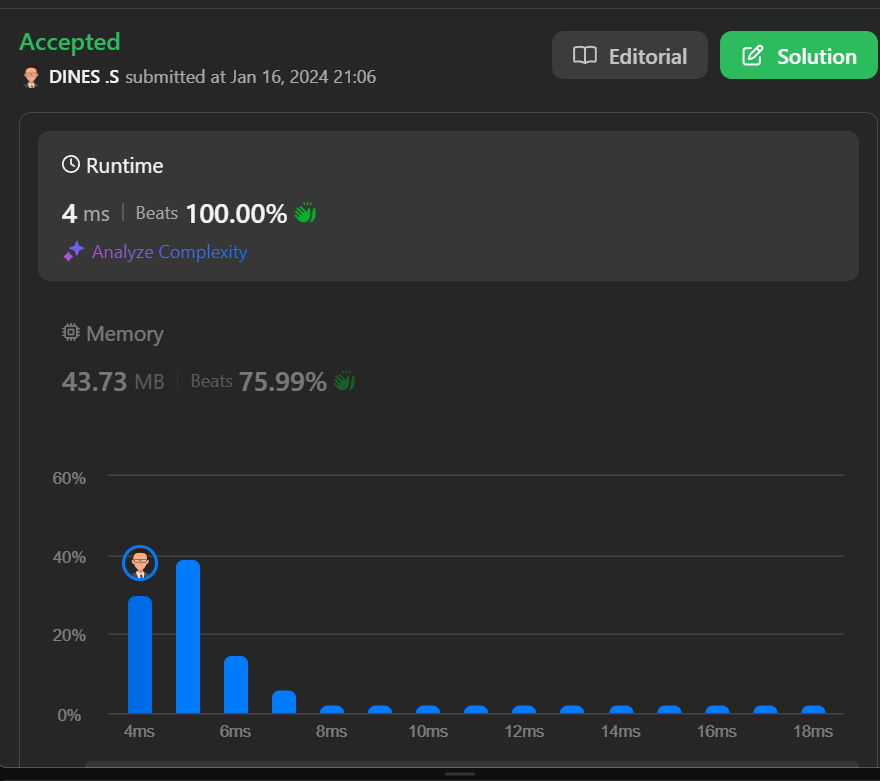 Accepted
DINES .S submitted at Jan 16, 2024 21:06
Editorial
Solution
Runtime
4 ms | Beats 100.00%
Analyze Complexity
Memory
43.73 MB | Beats 75.99%
60%
40%
20%
0%
4ms 6ms 8ms 10ms 12ms 14ms 16ms 18ms